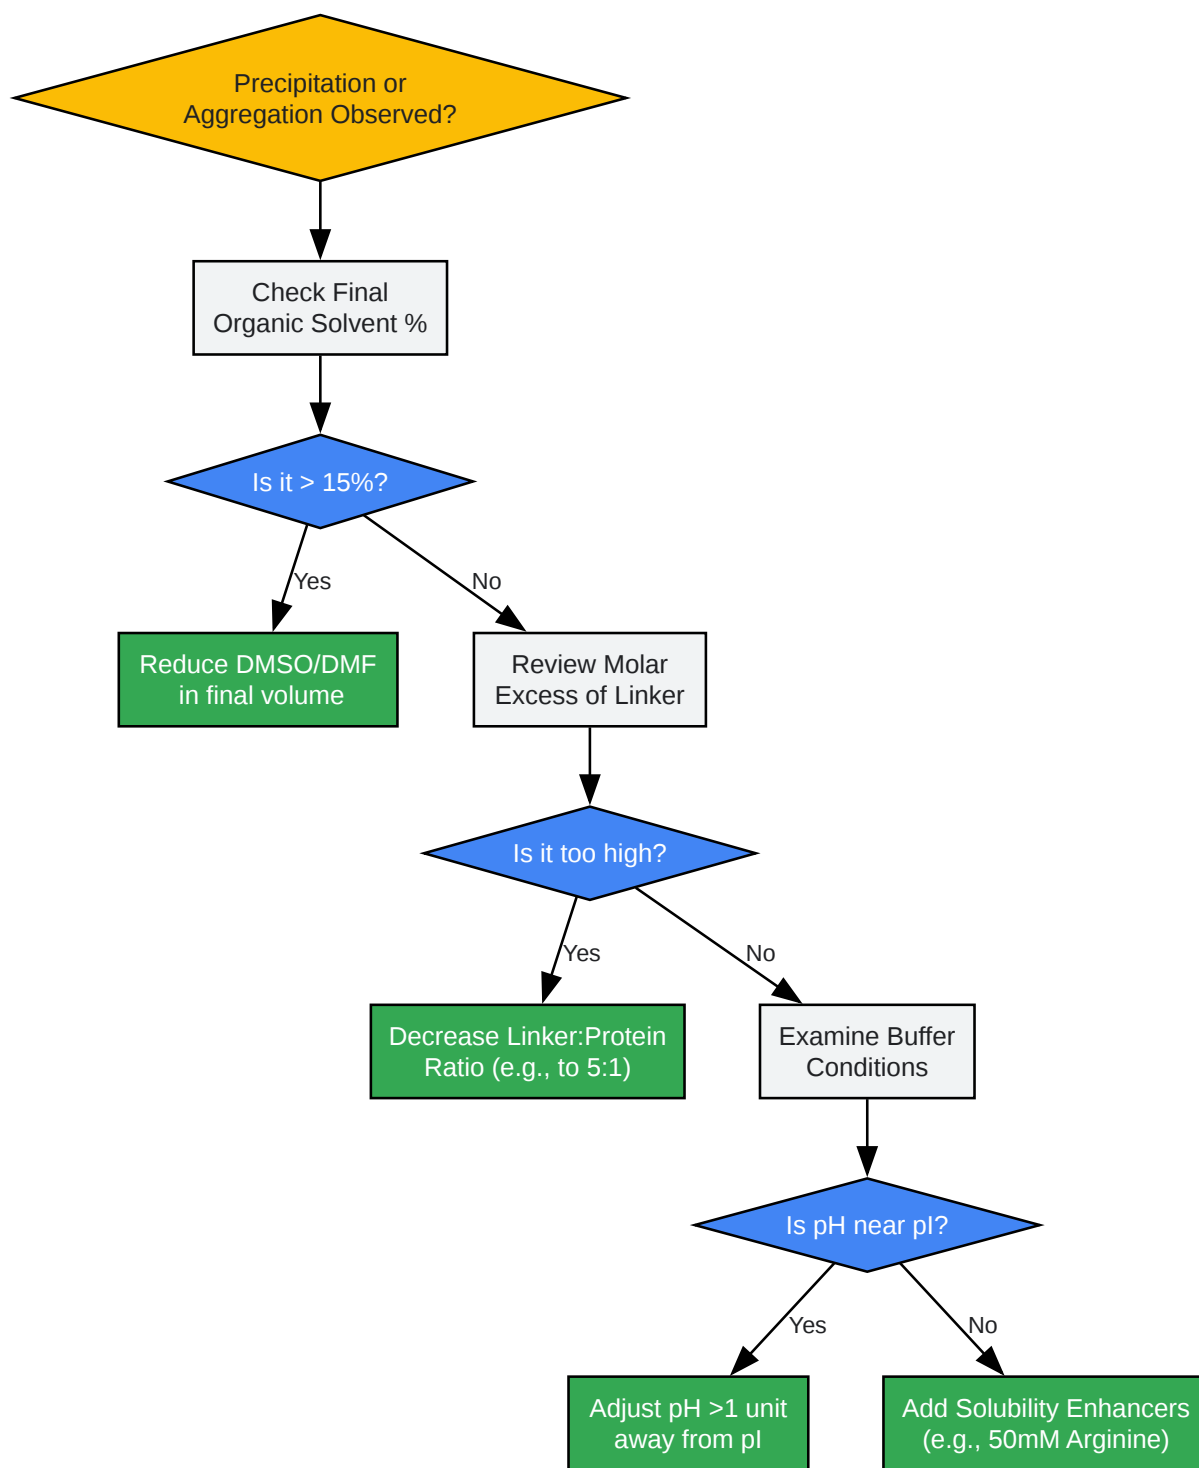 Precipitation or
Aggregation Observed?
Check Final
Organic Solvent %
Is it > 15%?
Yes
No
Reduce DMSO/DMF
in final volume
Review Molar
Excess of Linker
Is it too high?
Yes
No
Decrease Linker:Protein
Ratio (e.g., to 5:1)
Examine Buffer
Conditions
Is pH near pI?
Yes
No
Adjust pH >1 unit
away from pI
Add Solubility Enhancers
(e.g., 50mM Arginine)